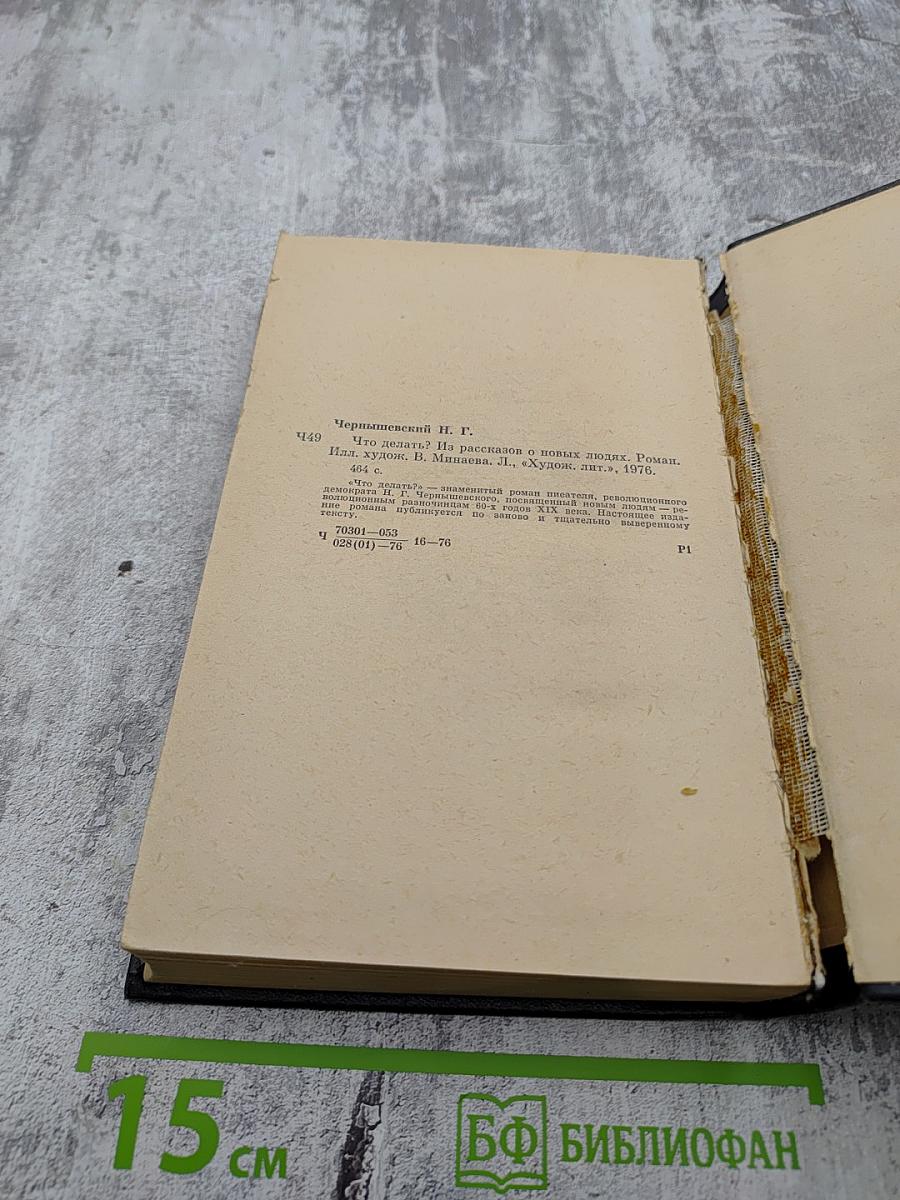 Чернышевский Н. Г.
Ч49
Что делать? Из рассказов о новых людях. Роман.
Илл. худож. В. Минаева. Л., «Худож. лит.», 1976.
464 с.
«Что делать?» — знаменитый роман писателя, революционного
демократа Н. Г. Чернышевского, посвященный новым людям — ре-
волюционным разночинцам 60-х годов XIX века. Настоящее изда-
ние романа публикуется по заново и тщательно выверенному
тексту.
Ч 70301—053
028(01)—76 16—76
Р1
15 см
БФ БИБЛИОФАН